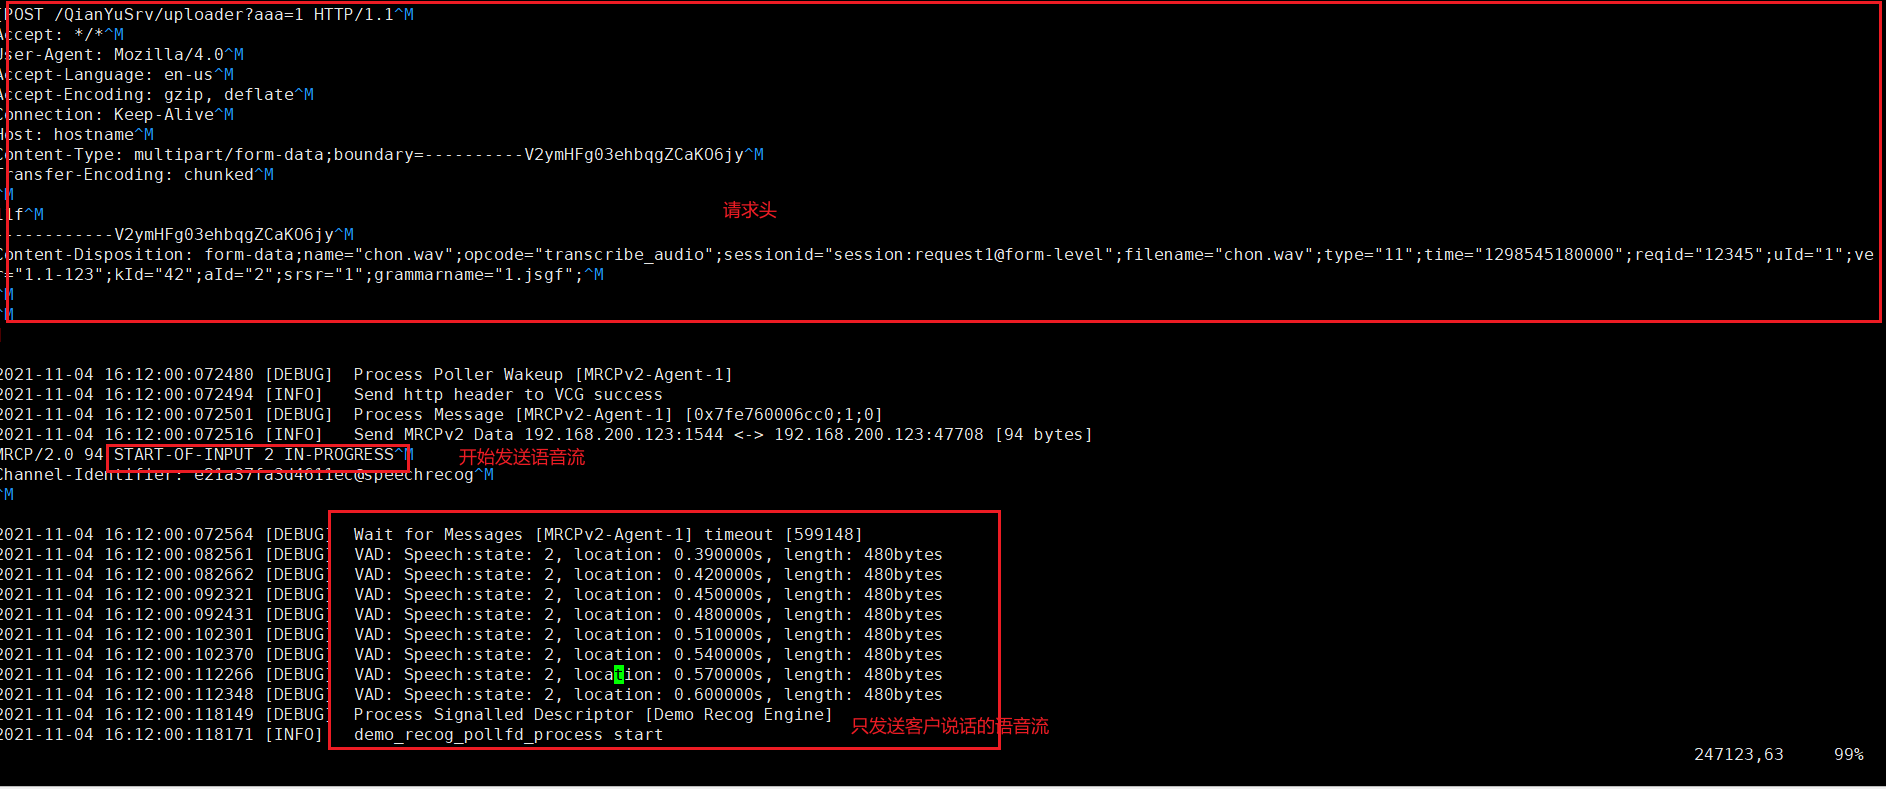 POST /QianYuSrv/uploader?aaa=1 HTTP/1.1^M
Accept: */*^M
User-Agent: Mozilla/4.0^M
Accept-Language: en-us^M
Accept-Encoding: gzip, deflate^M
Connection: Keep-Alive^M
Host: hostname^M
Content-Type: multipart/form-data;boundary=----------V2ymHFg03ehbqgZCaKO6jy^M
Transfer-Encoding: chunked^M
^M
请求头
11f^M
------------V2ymHFg03ehbqgZCaKO6jy^M
Content-Disposition: form-data;name="chon.wav";opcode="transcribe_audio";sessionid="session:request1@form-level";filename="chon.wav";type="11";time="1298545180000";reqid="12345";uId="1";ve
r="1.1-123";kId="42";aId="2";srsr="1";grammarname="1.jsgf";^M
^M
^M
2021-11-04 16:12:00:072480 [DEBUG]  Process Poller Wakeup [MRCPv2-Agent-1]
2021-11-04 16:12:00:072494 [INFO]   Send http header to VCG success
2021-11-04 16:12:00:072501 [DEBUG]  Process Message [MRCPv2-Agent-1] [0x7fe760006cc0;1;0]
2021-11-04 16:12:00:072516 [INFO]   Send MRCPv2 Data 192.168.200.123:1544 <-> 192.168.200.123:47708 [94 bytes]
MRCP/2.0 94 START-OF-INPUT 2 IN-PROGRESS^M
开始发送语音流
Channel-Identifier: e21a37fa3d4611ec@speechrecog^M
^M
2021-11-04 16:12:00:072564 [DEBUG]  Wait for Messages [MRCPv2-Agent-1] timeout [599148]
2021-11-04 16:12:00:082561 [DEBUG]  VAD: Speech:state: 2, location: 0.390000s, length: 480bytes
2021-11-04 16:12:00:082662 [DEBUG]  VAD: Speech:state: 2, location: 0.420000s, length: 480bytes
2021-11-04 16:12:00:092321 [DEBUG]  VAD: Speech:state: 2, location: 0.450000s, length: 480bytes
2021-11-04 16:12:00:092431 [DEBUG]  VAD: Speech:state: 2, location: 0.480000s, length: 480bytes
2021-11-04 16:12:00:102301 [DEBUG]  VAD: Speech:state: 2, location: 0.510000s, length: 480bytes
2021-11-04 16:12:00:102370 [DEBUG]  VAD: Speech:state: 2, location: 0.540000s, length: 480bytes
2021-11-04 16:12:00:112266 [DEBUG]  VAD: Speech:state: 2, location: 0.570000s, length: 480bytes
2021-11-04 16:12:00:112348 [DEBUG]  VAD: Speech:state: 2, location: 0.600000s, length: 480bytes
2021-11-04 16:12:00:118149 [DEBUG]  Process Signalled Descriptor [Demo Recog Engine]
只发送客户说话的语音流
2021-11-04 16:12:00:118171 [INFO]   demo_recog_pollfd_process start
247123,63     99%